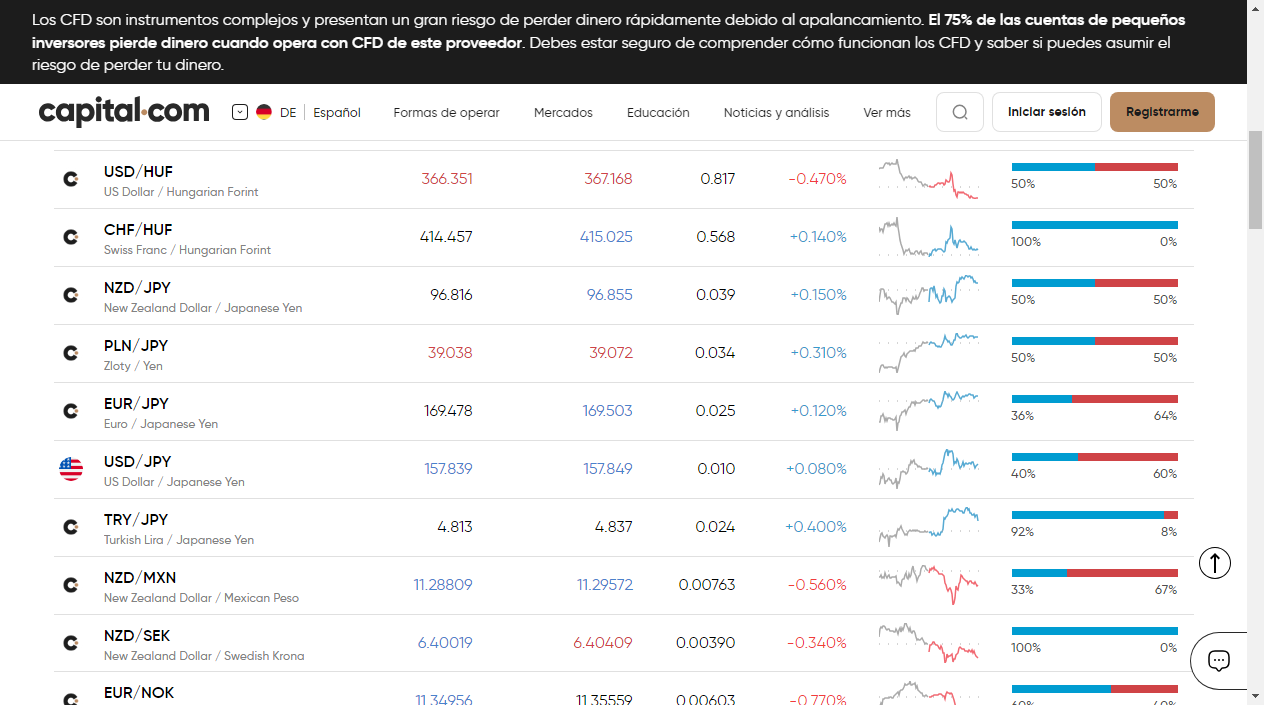 Los CFD son instrumentos complejos y presentan un gran riesgo de perder dinero rápidamente debido al apalancamiento. El 75% de las cuentas de pequeños
inversores pierde dinero cuando opera con CFD de este proveedor. Debes estar seguro de comprender cómo funcionan los CFD y saber si puedes asumir el
riesgo de perder tu dinero.
capital.com DE Español Formas de operar Mercados Educación Noticias y análisis Ver más Iniciar sesión Registrarme
USD/HUF 366.351 367.168 0.817 -0.470%
US Dollar / Hungarian Forint 50% 50%
CHF/HUF 414.457 415.025 0.568 +0.140%
Swiss Franc / Hungarian Forint 100% 0%
NZD/JPY 96.816 96.855 0.039 +0.150%
New Zealand Dollar / Japanese Yen 50% 50%
PLN/JPY 39.038 39.072 0.034 +0.310%
Zloty / Yen 50% 50%
EUR/JPY 169.478 169.503 0.025 +0.120%
Euro / Japanese Yen 36% 64%
USD/JPY 157.839 157.849 0.010 +0.080%
US Dollar / Japanese Yen 40% 60%
TRY/JPY 4.813 4.837 0.024 +0.400%
Turkish Lira / Japanese Yen 92% 8%
NZD/MXN 11.28809 11.29572 0.00763 -0.560%
New Zealand Dollar / Mexican Peso 33% 67%
NZD/SEK 6.40019 6.40409 0.00390 -0.340%
New Zealand Dollar / Swedish Krona 100% 0%
EUR/NOK 11.34956 11.35559 0.00603 -0.770%